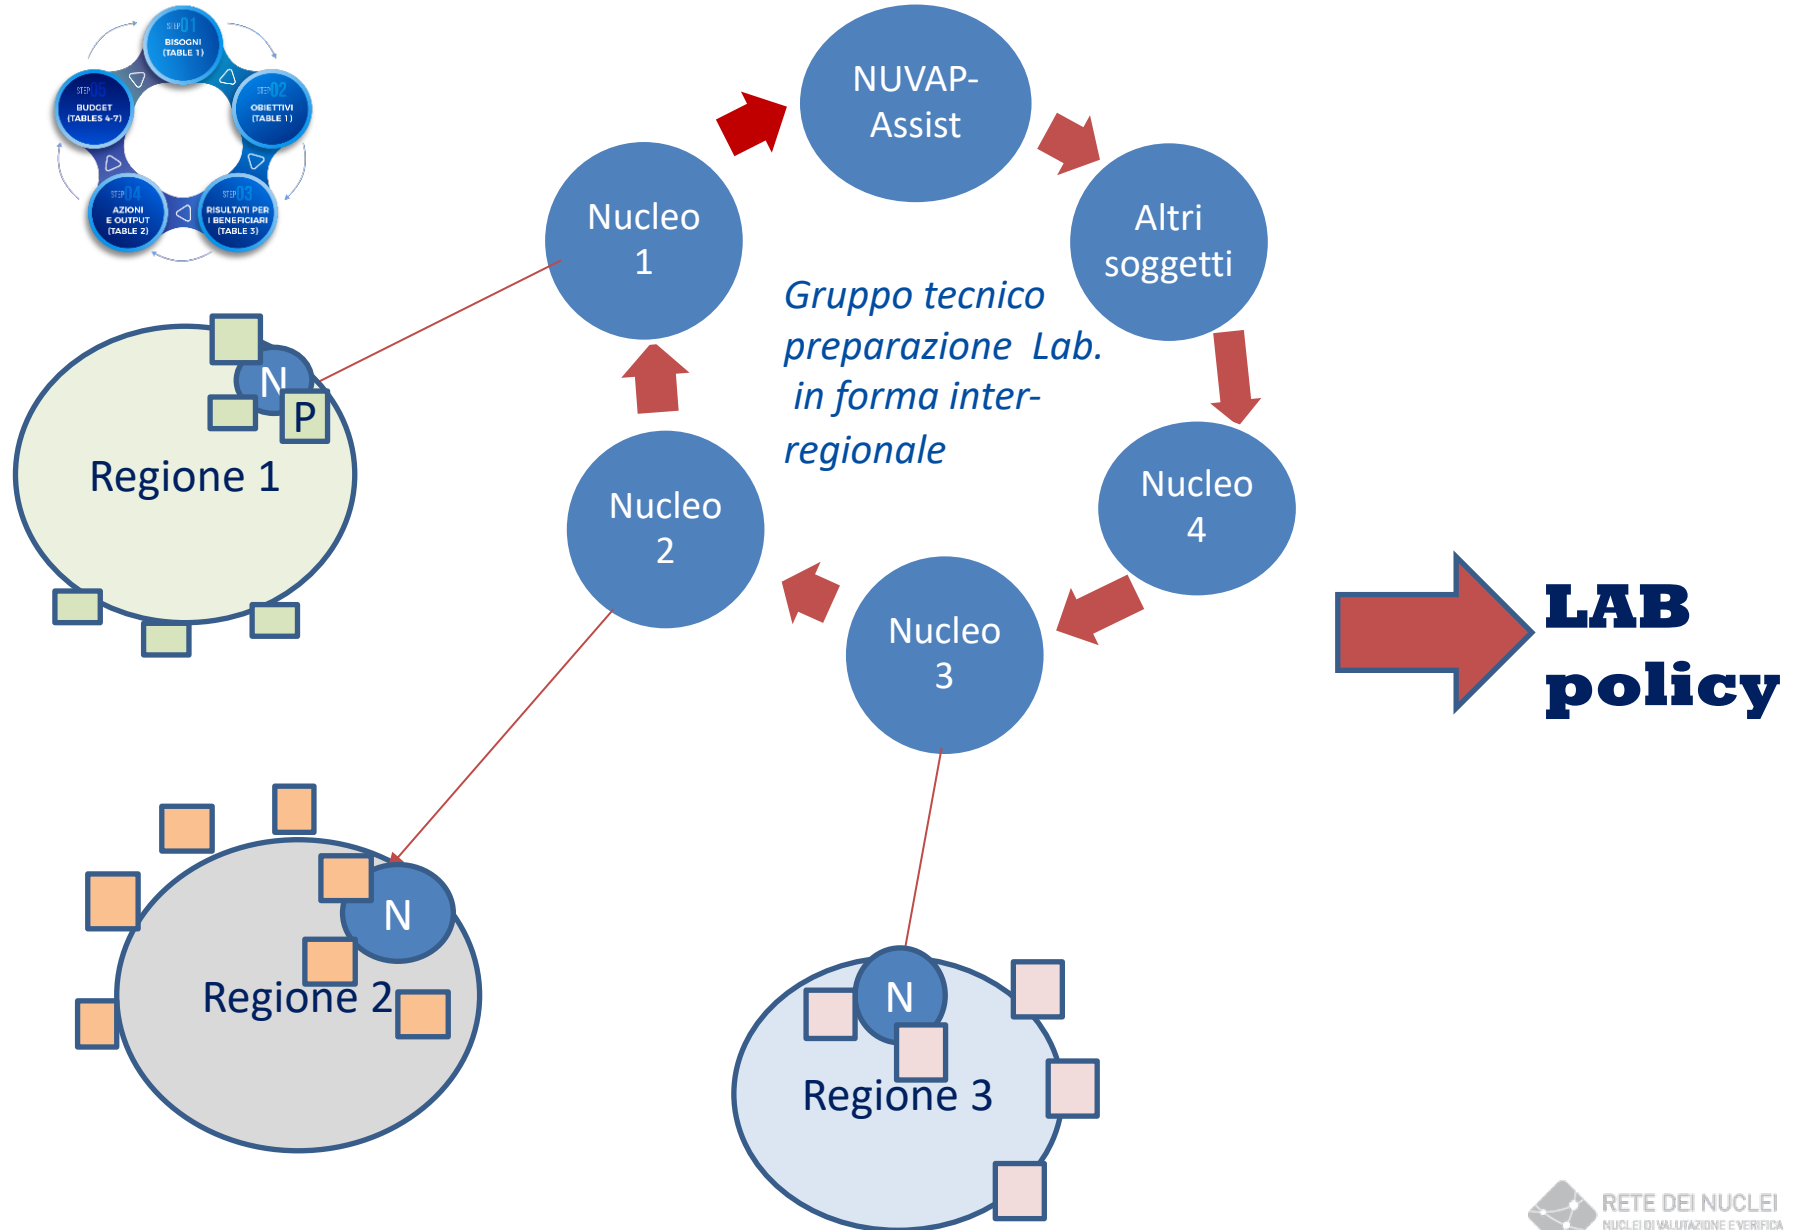 STEP 01
BISOGNI
(TABLE 1)
STEP 02
OBIETTIVI
(TABLE 1)
STEP 03
RISULTATI PER
I BENEFICIARI
(TABLE 3)
STEP 04
AZIONI
E OUTPUT
(TABLE 2)
STEP 05
BUDGET
(TABLES 4-7)
NUVAP-
Assist
Altri
soggetti
Nucleo
4
Nucleo
3
Nucleo
2
Nucleo
1
Gruppo tecnico
preparazione Lab.
in forma inter-
regionale
N
P
Regione 1
N
Regione 2
N
Regione 3
LAB
policy
RETE DEI NUCLEI
NUCLEI DI VALUTAZIONE E VERIFICA